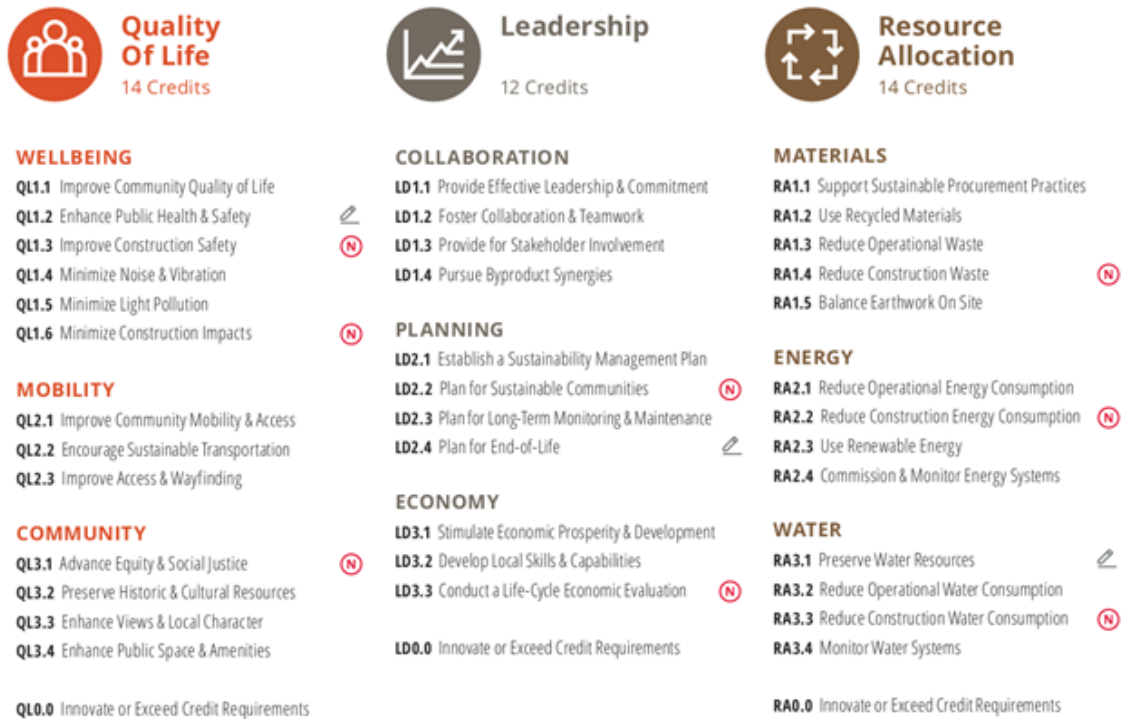 Quality
Of Life
14 Credits
WELLBEING
QL1.1 Improve Community Quality of Life
QL1.2 Enhance Public Health & Safety
QL1.3 Improve Construction Safety N
QL1.4 Minimize Noise & Vibration
QL1.5 Minimize Light Pollution
QL1.6 Minimize Construction Impacts N
MOBILITY
QL2.1 Improve Community Mobility & Access
QL2.2 Encourage Sustainable Transportation
QL2.3 Improve Access & Wayfinding
COMMUNITY
QL3.1 Advance Equity & Social Justice N
QL3.2 Preserve Historic & Cultural Resources
QL3.3 Enhance Views & Local Character
QL3.4 Enhance Public Space & Amenities
QL0.0 Innovate or Exceed Credit Requirements
Leadership
12 Credits
COLLABORATION
LD1.1 Provide Effective Leadership & Commitment
LD1.2 Foster Collaboration & Teamwork
LD1.3 Provide for Stakeholder Involvement
LD1.4 Pursue Byproduct Synergies
PLANNING
LD2.1 Establish a Sustainability Management Plan
LD2.2 Plan for Sustainable Communities N
LD2.3 Plan for Long-Term Monitoring & Maintenance
LD2.4 Plan for End-of-Life
ECONOMY
LD3.1 Stimulate Economic Prosperity & Development
LD3.2 Develop Local Skills & Capabilities
LD3.3 Conduct a Life-Cycle Economic Evaluation N
LD0.0 Innovate or Exceed Credit Requirements
Resource
Allocation
14 Credits
MATERIALS
RA1.1 Support Sustainable Procurement Practices
RA1.2 Use Recycled Materials
RA1.3 Reduce Operational Waste
RA1.4 Reduce Construction Waste N
RA1.5 Balance Earthwork On Site
ENERGY
RA2.1 Reduce Operational Energy Consumption
RA2.2 Reduce Construction Energy Consumption N
RA2.3 Use Renewable Energy
RA2.4 Commission & Monitor Energy Systems
WATER
RA3.1 Preserve Water Resources
RA3.2 Reduce Operational Water Consumption
RA3.3 Reduce Construction Water Consumption N
RA3.4 Monitor Water Systems
RA0.0 Innovate or Exceed Credit Requirements